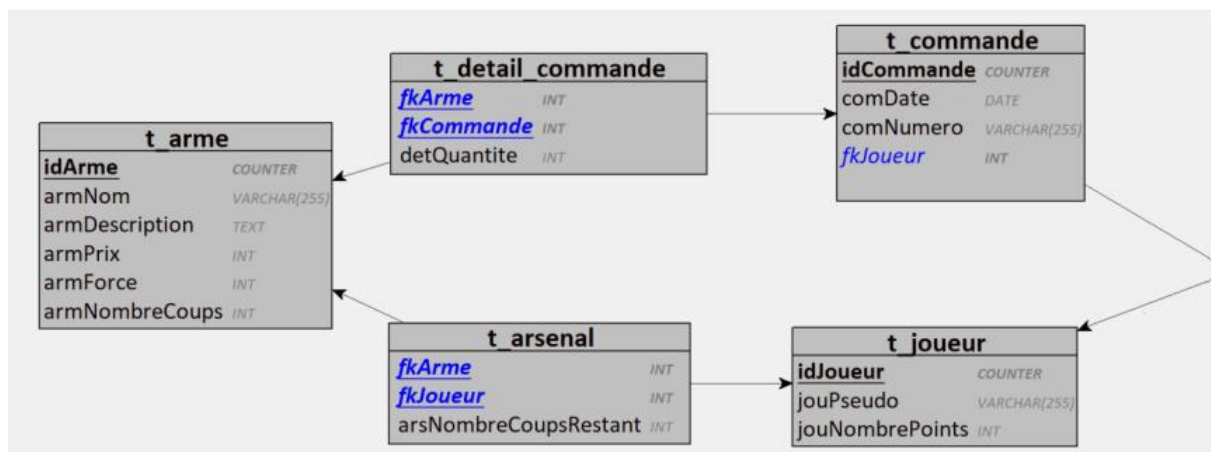 t_commande
idCommande COUNTER
comDate DATE
comNumero VARCHAR(255)
fkJoueur INT
t_detail_commande
fkArme INT
fkCommande INT
detQuantite INT
t_arme
idArme COUNTER
armNom VARCHAR(255)
armDescription TEXT
armPrix INT
armForce INT
armNombreCoups INT
t_arsenal
fkArme INT
fkJoueur INT
arsNombreCoupsRestant INT
t_joueur
idJoueur COUNTER
jouPseudo VARCHAR(255)
jouNombrePoints INT